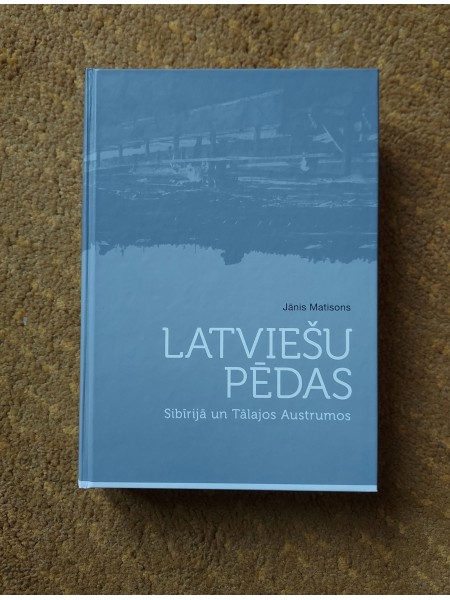 Jānis Matisons
LATVIEŠU
PĒDAS
Sibīrijā un Tālajos Austrumos